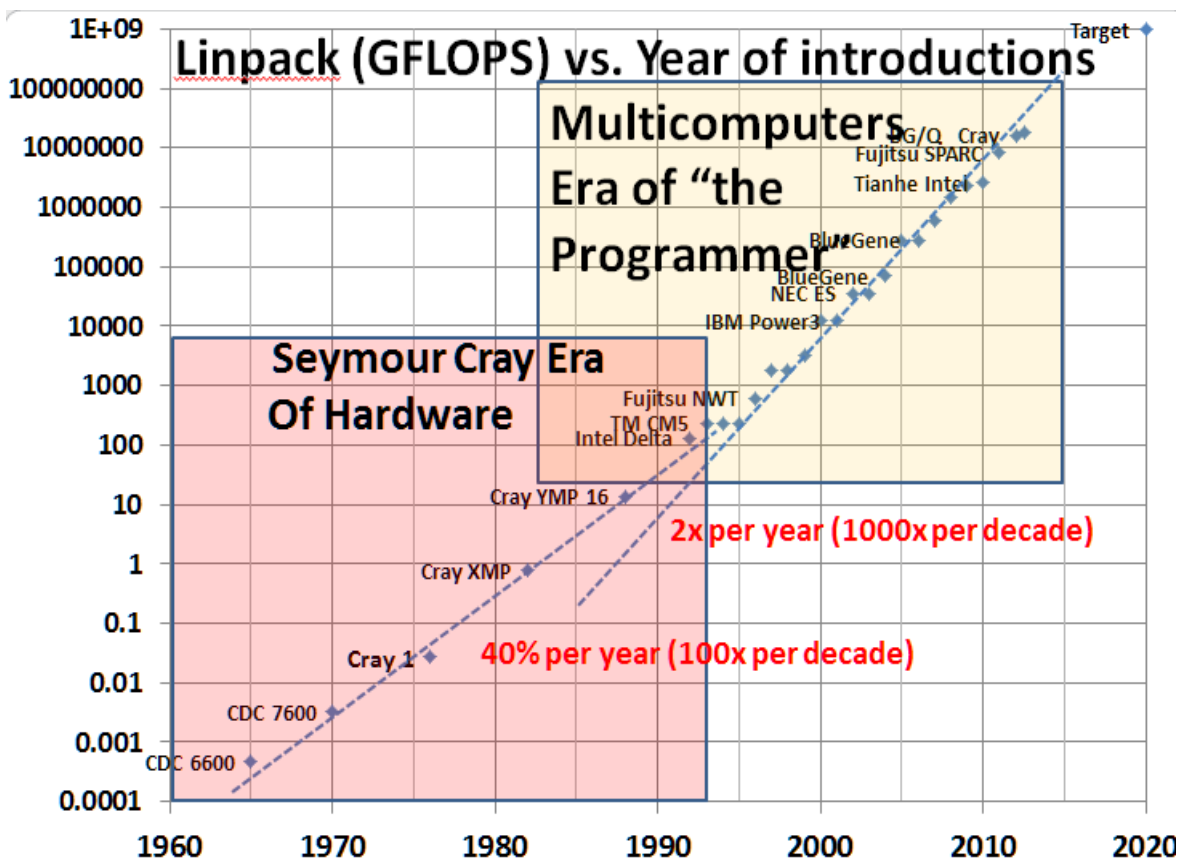 Linpack (GFLOPS) vs. Year of introductions
1E+09
100000000
10000000
1000000
100000
10000
1000
100
10
1
0.1
0.01
0.001
0.0001
Target
Multicomputers
Era of “the
Programmer”
BG/Q Cray
Fujitsu SPARC
Tianhe Intel
BlueGene
BlueGene
NEC ES
IBM Power3
Seymour Cray Era
Of Hardware
Fujitsu NWT
TM CM5
Intel Delta
Cray YMP 16
2x per year (1000x per decade)
Cray XMP
40% per year (100x per decade)
Cray 1
CDC 7600
CDC 6600
1960 1970 1980 1990 2000 2010 2020